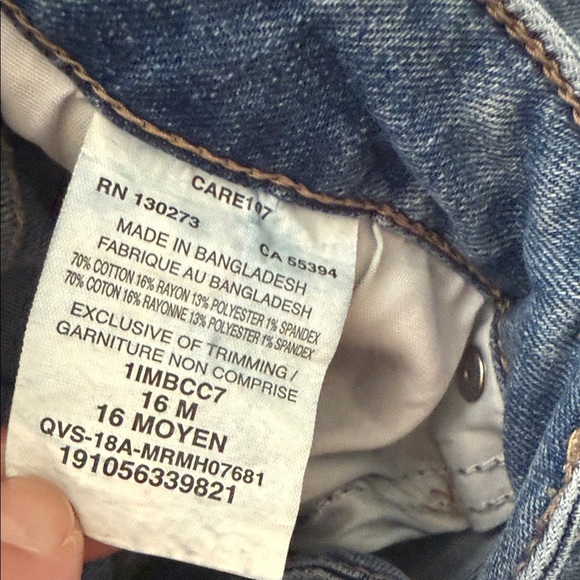 CARE107
RN 130273 CA 55394
MADE IN BANGLADESH
FABRIQUE AU BANGLADESH
70% COTTON 16% RAYON 13% POLYESTER 1% SPANDEX
70% COTON 16% RAYONNE 13% POLYESTER 1% SPANDEX
EXCLUSIVE OF TRIMMING /
GARNITURE NON COMPRISE
1IMBCC7
16 M
16 MOYEN
QVS-18A-MRMH07681
191056339821